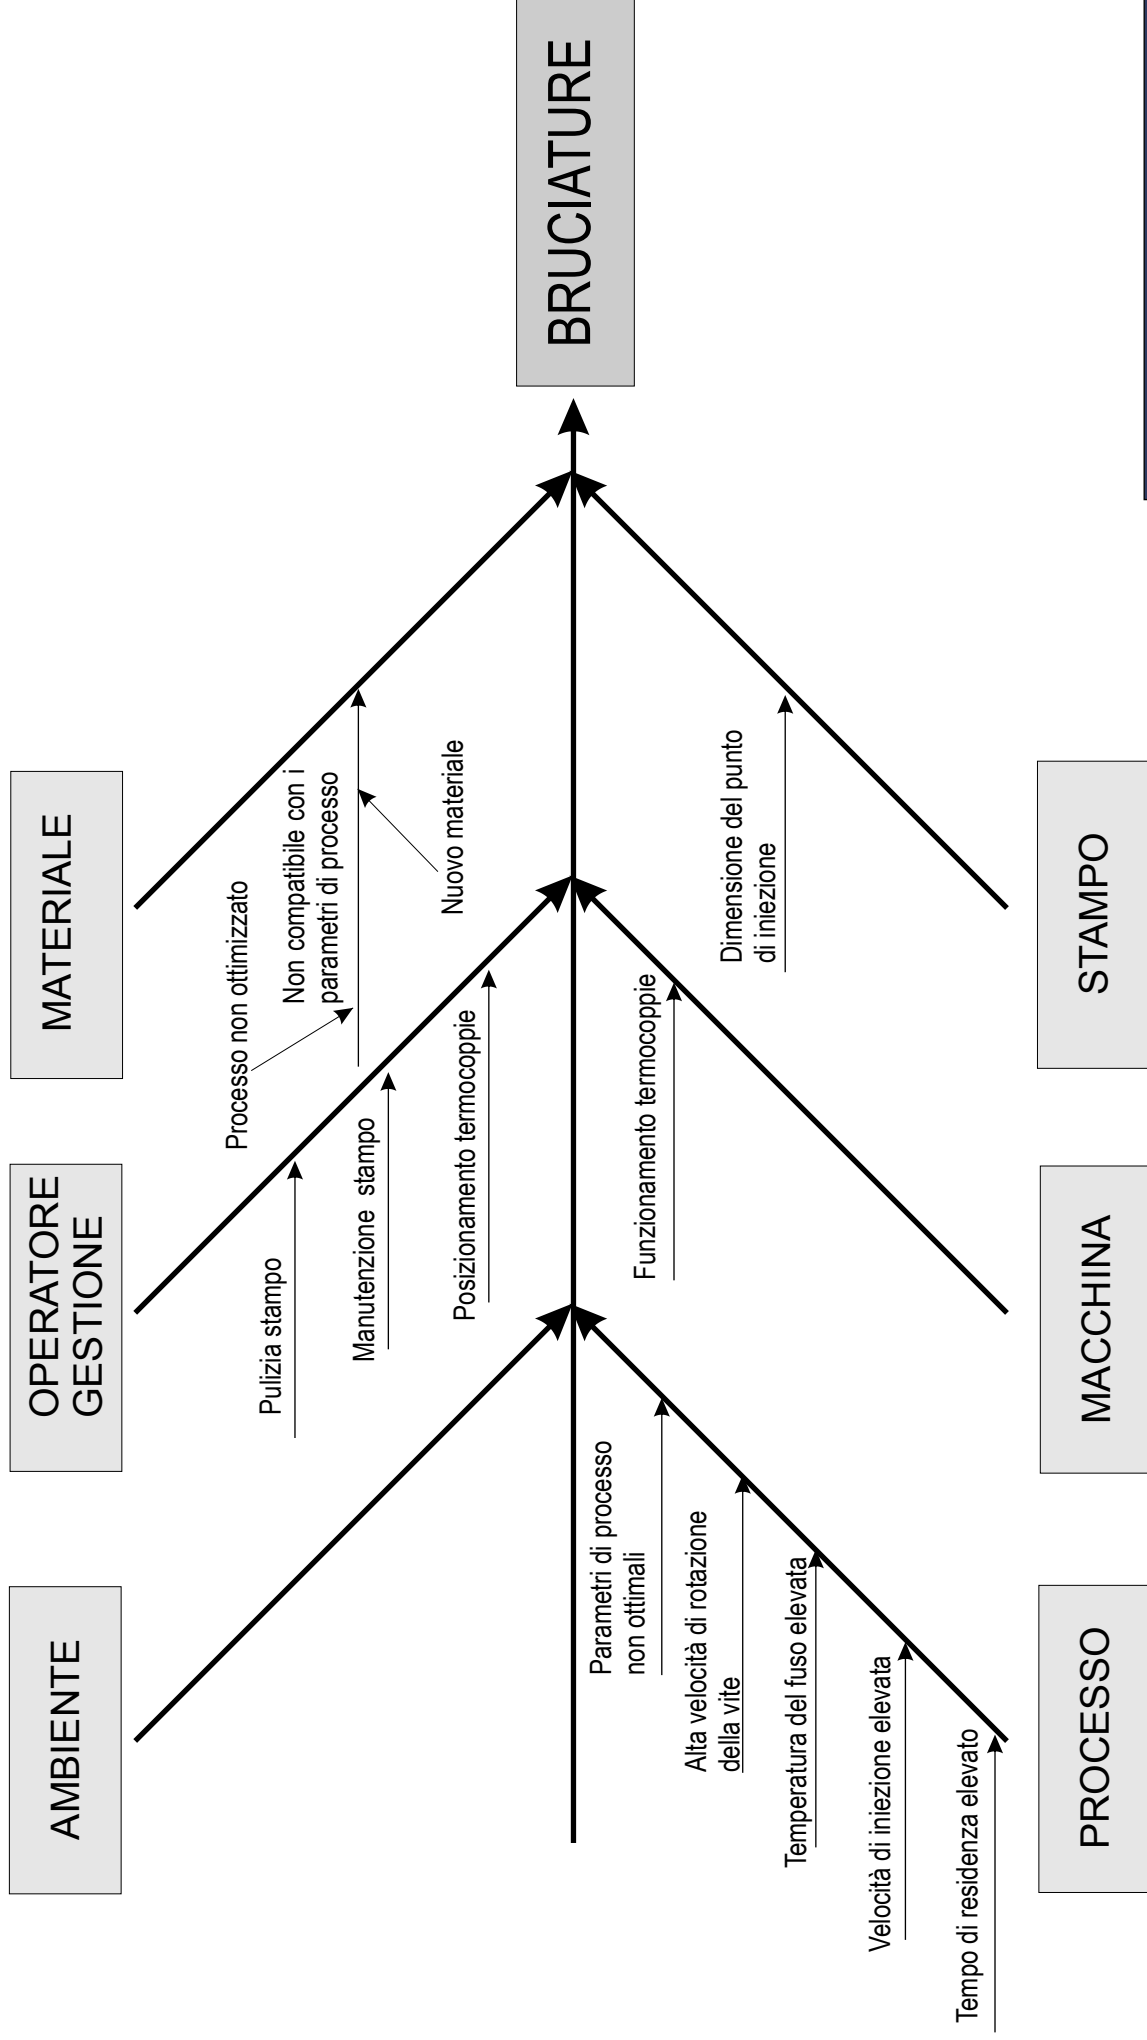 AMBIENTE
OPERATORE
GESTIONE
MATERIALE
Pulizia stampo
Manutenzione stampo
Posizionamento termocoppie
Processo non ottimizzato
Non compatibile con i
parametri di processo
Nuovo materiale
BRUCIATURE
Parametri di processo
non ottimali
Alta velocità di rotazione
della vite
Temperatura del fuso elevata
Velocità di iniezione elevata
Tempo di residenza elevato
Funzionamento termocoppie
Dimensione del punto
di iniezione
PROCESSO
MACCHINA
STAMPO